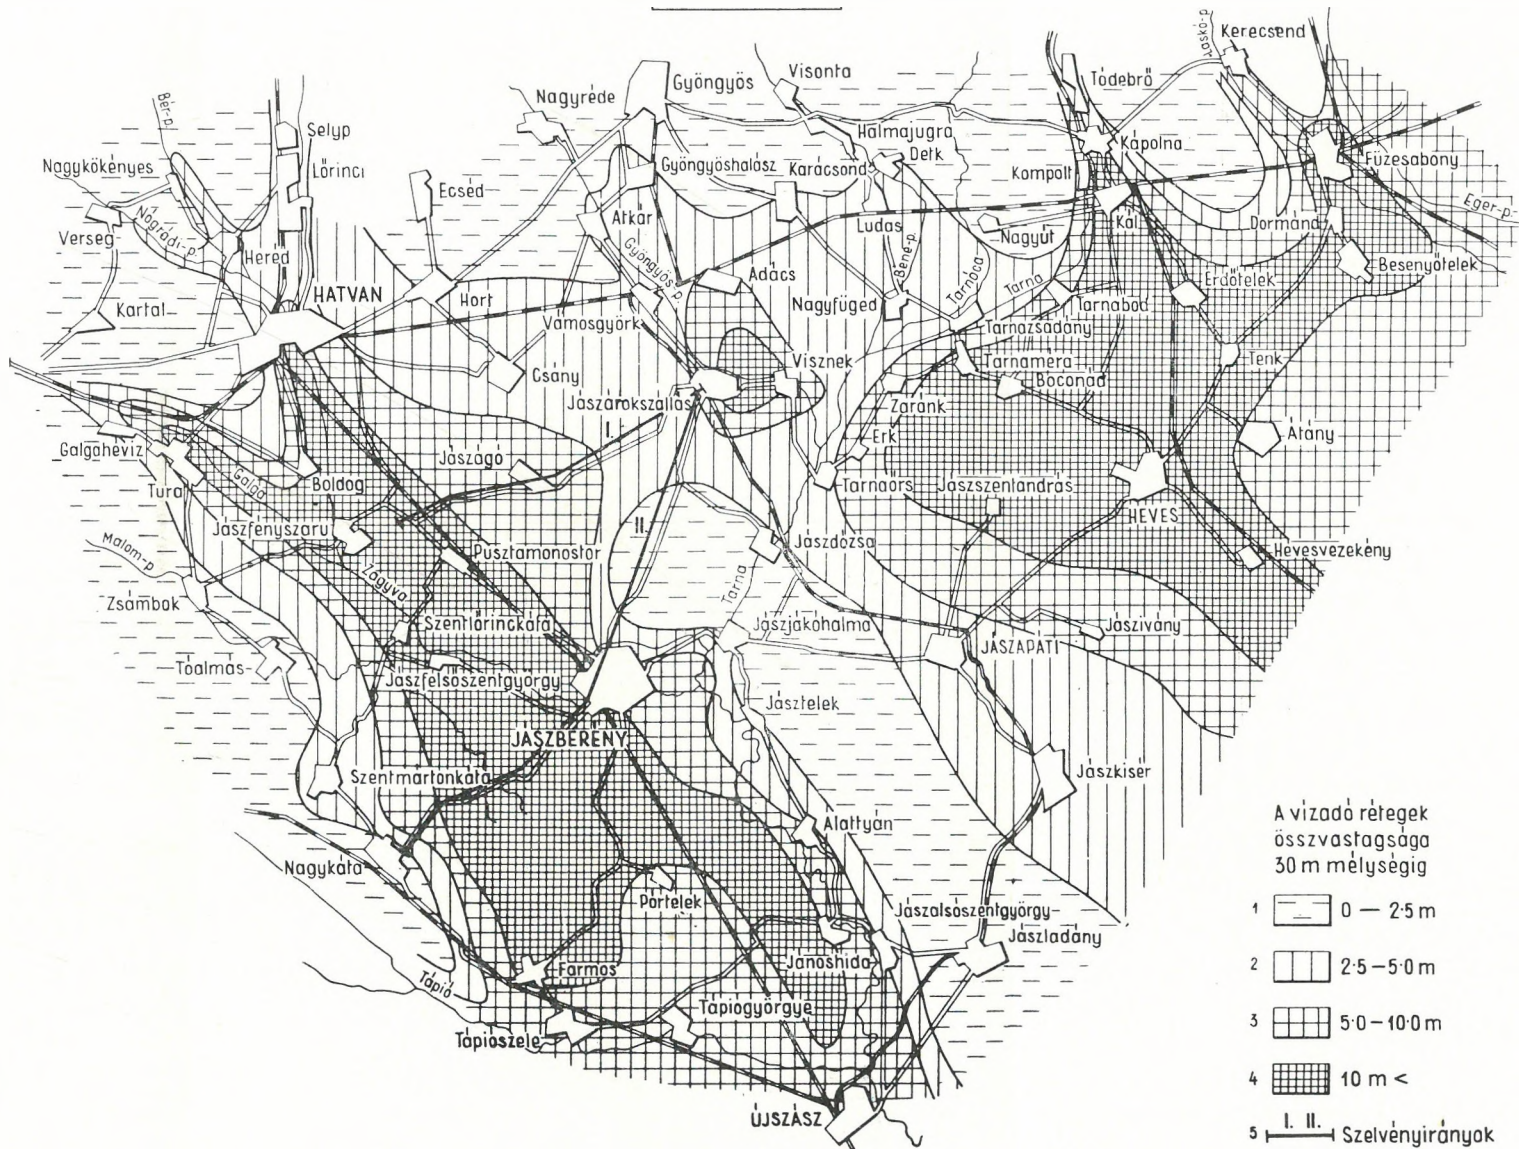 Kerecsend
Laskó-p.
Visonta
Tódebrő
Gyöngyös
Nagyréde
Bér-p.
Selyp
Halmajugra
Detk
Kápolna
Füzesabony
Lőrinci
Nagykökényes
Gyöngyöshalász
Karácsond
Kompolt
Ecséd
Nógrádi-p.
Atkár
Ludas
Nagyút
Kál
Dormánd
Eger-p.
Verseg
Heréd
Gyöngyös-p.
Bene-p.
Tarnóca
Tarna
Erdőtelek
Besenyőtelek
Adács
HATVAN
Hort
Nagyfüged
Tarnabod
Kartal
Vámosgyörk
Tarnazsadány
Visznek
Tarnaméra
Tenk
Csány
Boconád
Jászárokszállás
Zaránk
I.
Erk
Átány
Galgahévíz
Jászágó
Galga
Boldog
Tarnaörs
Jászszentandrás
Tura
HEVES
Jászfényszaru
II.
Jászdózsa
Malom-p.
Pusztamonostor
Hevesvezekény
Zagyva
Tarna
Zsámbok
Szentlőrinckáta
Jászjákóhalma
Jászivány
JÁSZAPÁTI
Tóalmás
Jászfelsőszentgyörgy
Jásztelek
JÁSZBERÉNY
Szentmártonkáta
Jászkisér
Alattyán
Nagykáta
Pórtelek
Jászalsószentgyörgy
Jászladány
Jánoshida
Farmos
Tápió
Tápiógyörgye
Tápiószele
ÚJSZÁSZ
A vízadó rétegek
összvastagsága
30 m mélységig
1 0 — 2·5 m
2 2·5 – 5·0 m
3 5·0 – 10·0 m
4 10 m <
5 I. II. Szelvényirányok